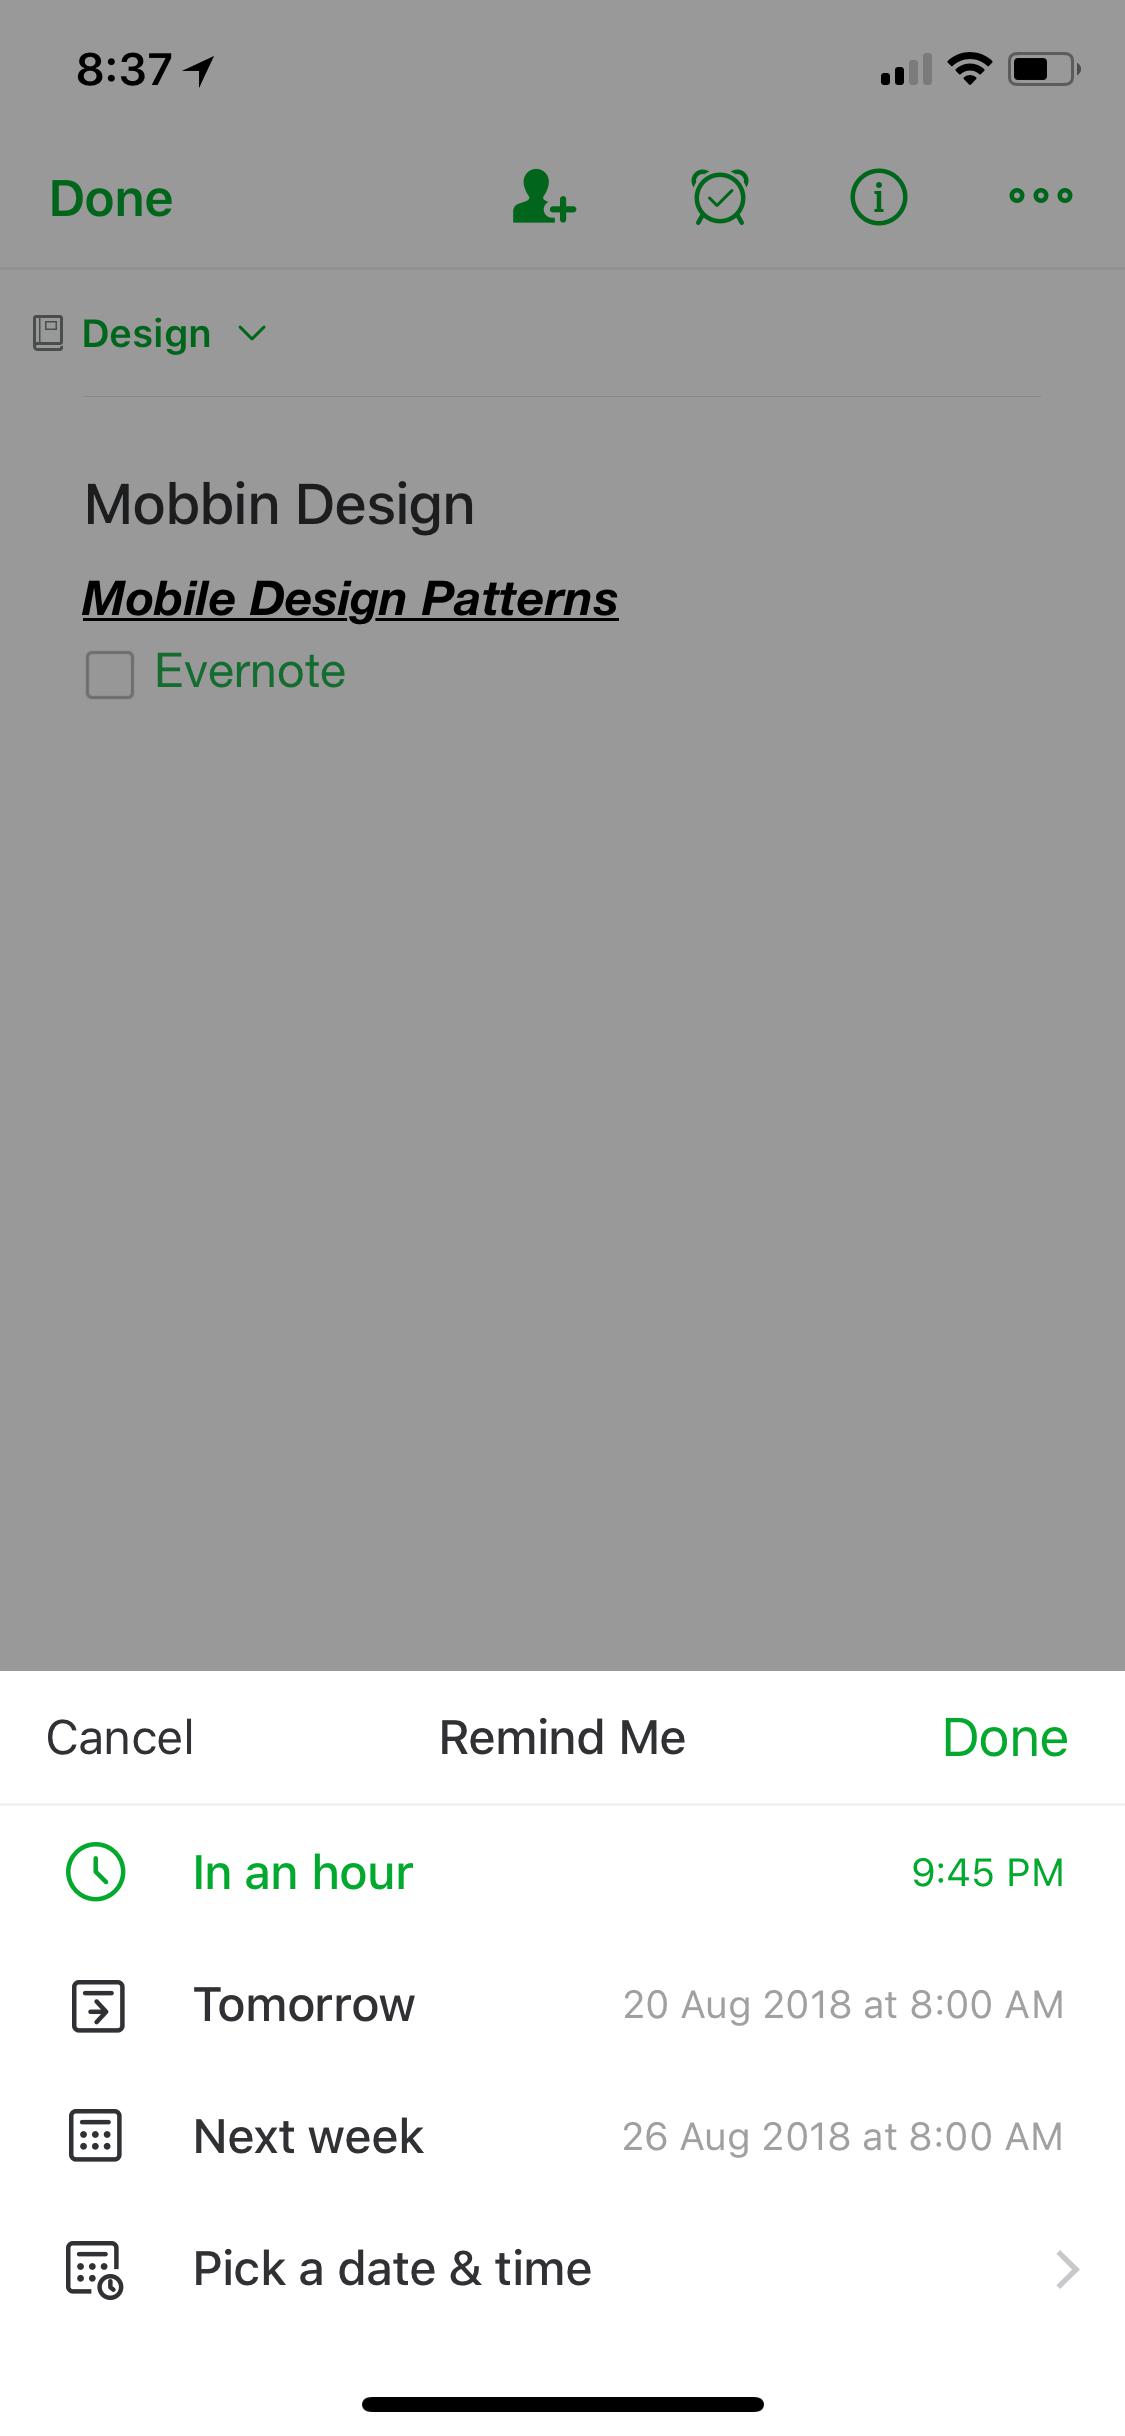 8:37
Done
Design
Mobbin Design
Mobile Design Patterns
Evernote
Cancel Remind Me Done
In an hour 9:45 PM
Tomorrow 20 Aug 2018 at 8:00 AM
Next week 26 Aug 2018 at 8:00 AM
Pick a date & time